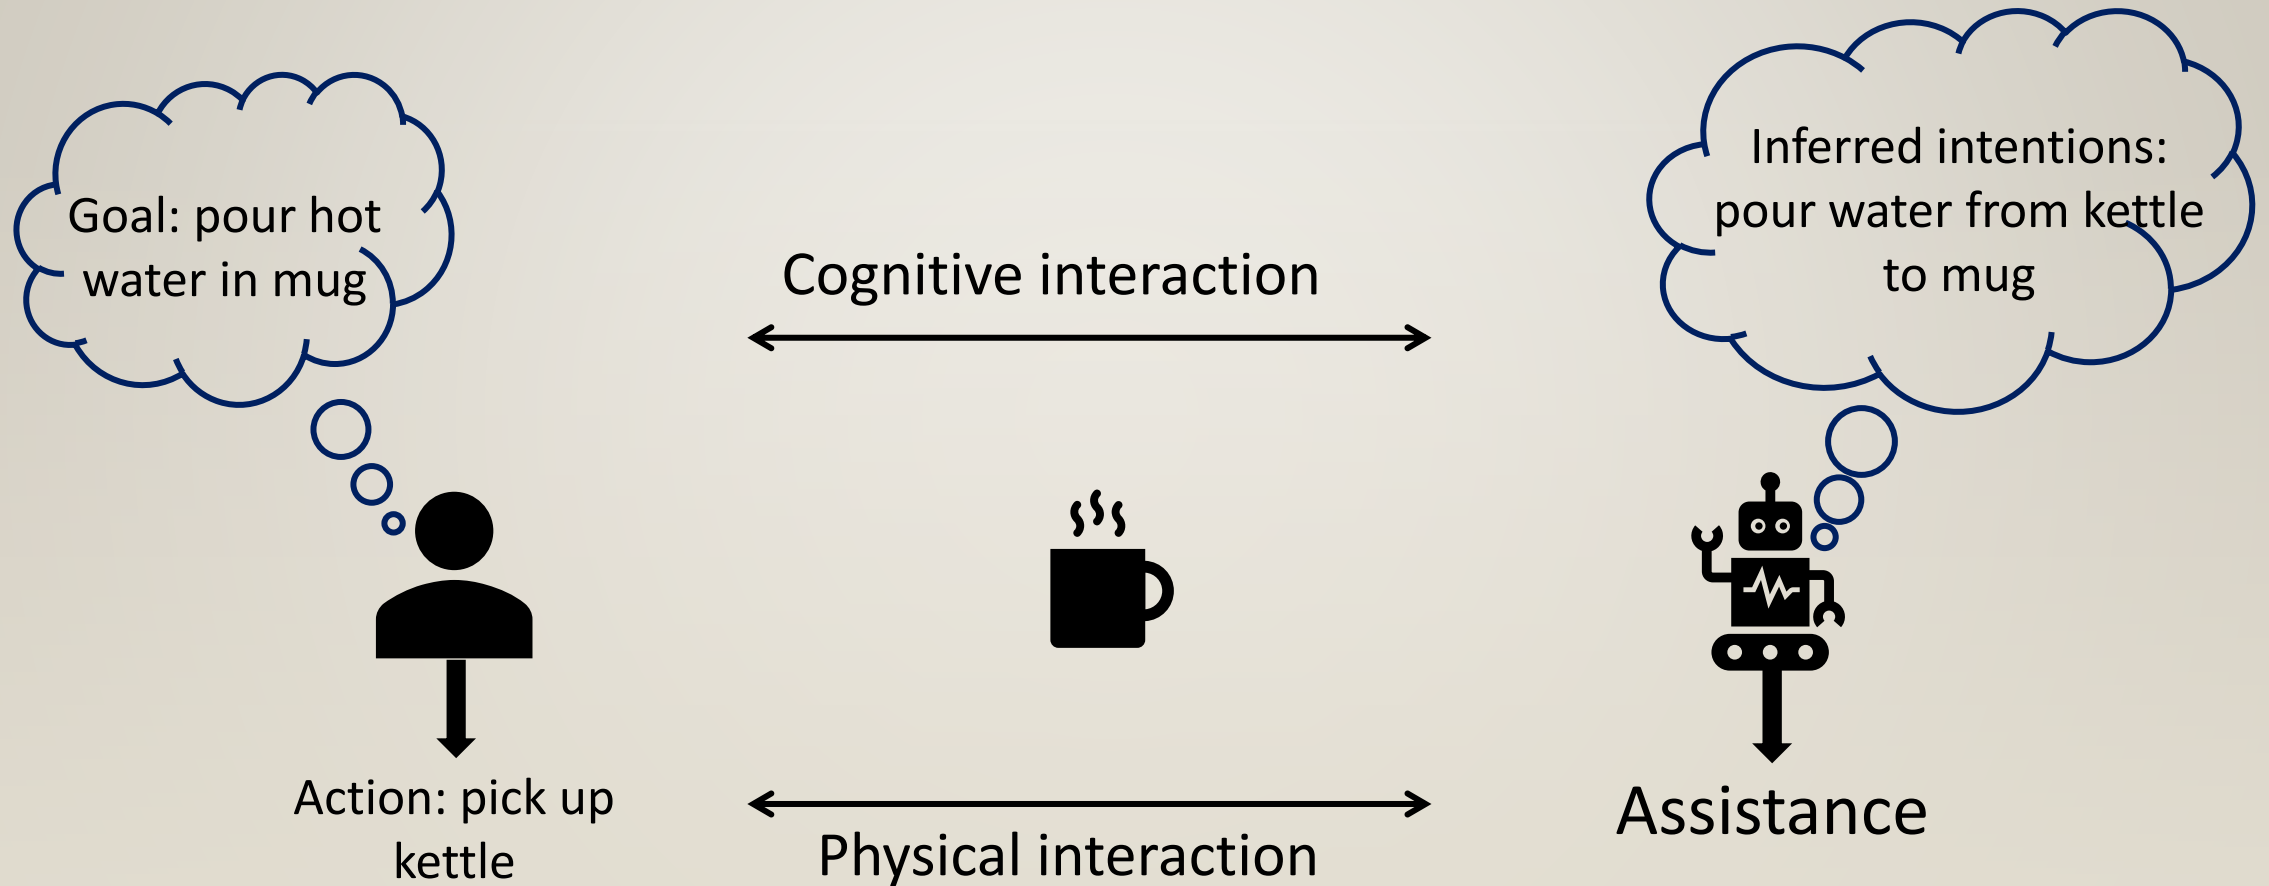 Goal: pour hot
water in mug
Inferred intentions:
pour water from kettle
to mug
Cognitive interaction
Action: pick up
kettle
Physical interaction
Assistance